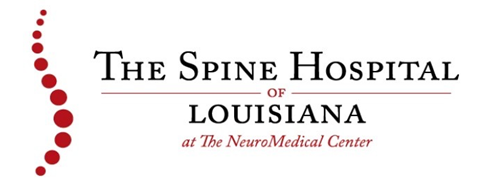 THE SPINE HOSPITAL
OF
LOUISIANA
at The NeuroMedical Center